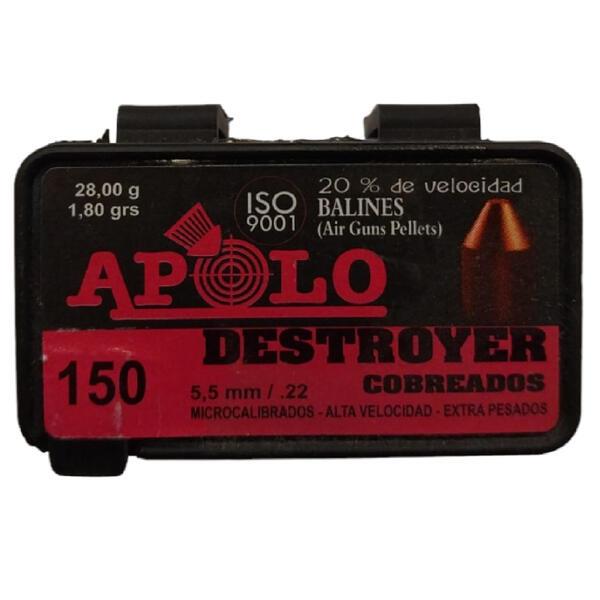 28,00 g
1,80 grs
ISO
9001
20 % de velocidad
BALINES
(Air Guns Pellets)
APOLO
DESTROYER
150
5,5 mm / .22
COBREADOS
MICROCALIBRADOS - ALTA VELOCIDAD - EXTRA PESADOS